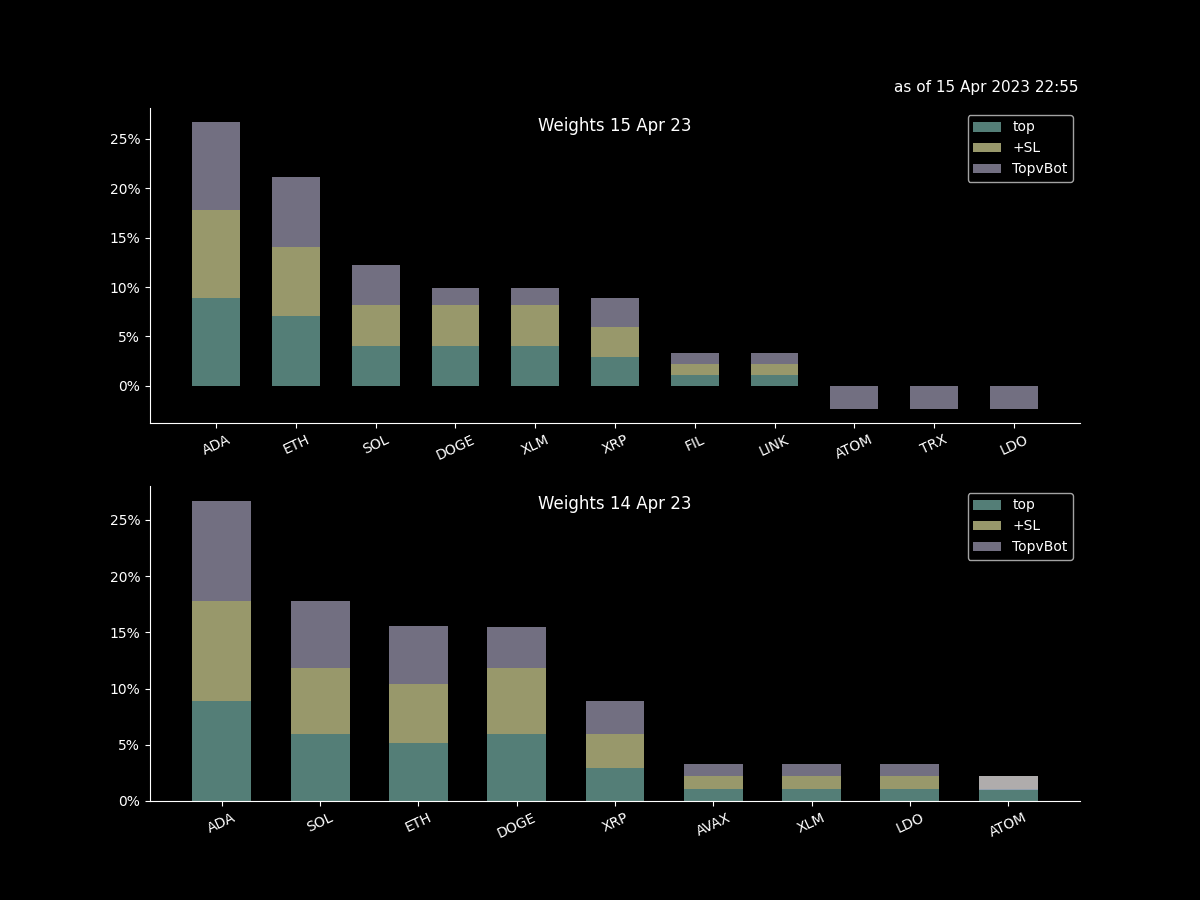 as of 15 Apr 2023 22:55
Weights 15 Apr 23
top
+SL
TopvBot
25%
20%
15%
10%
5%
0%
ADA ETH SOL DOGE XLM XRP FIL LINK ATOM TRX LDO
Weights 14 Apr 23
top
+SL
TopvBot
25%
20%
15%
10%
5%
0%
ADA SOL ETH DOGE XRP AVAX XLM LDO ATOM